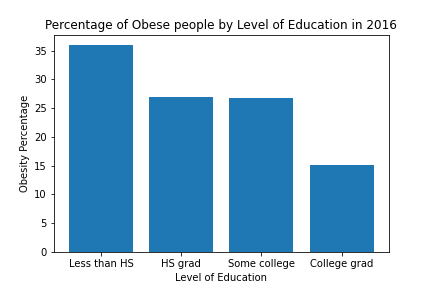 Percentage of Obese people by Level of Education in 2016
Obesity Percentage
35
30
25
20
15
10
5
0
Less than HS HS grad Some college College grad
Level of Education